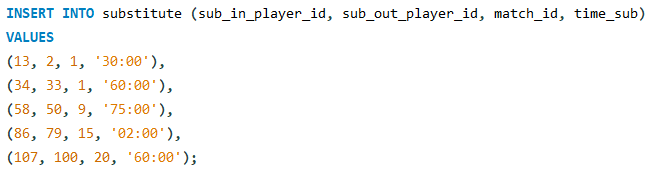 INSERT INTO substitute (sub_in_player_id, sub_out_player_id, match_id, time_sub)
VALUES
(13, 2, 1, '30:00'),
(34, 33, 1, '60:00'),
(58, 50, 9, '75:00'),
(86, 79, 15, '02:00'),
(107, 100, 20, '60:00');